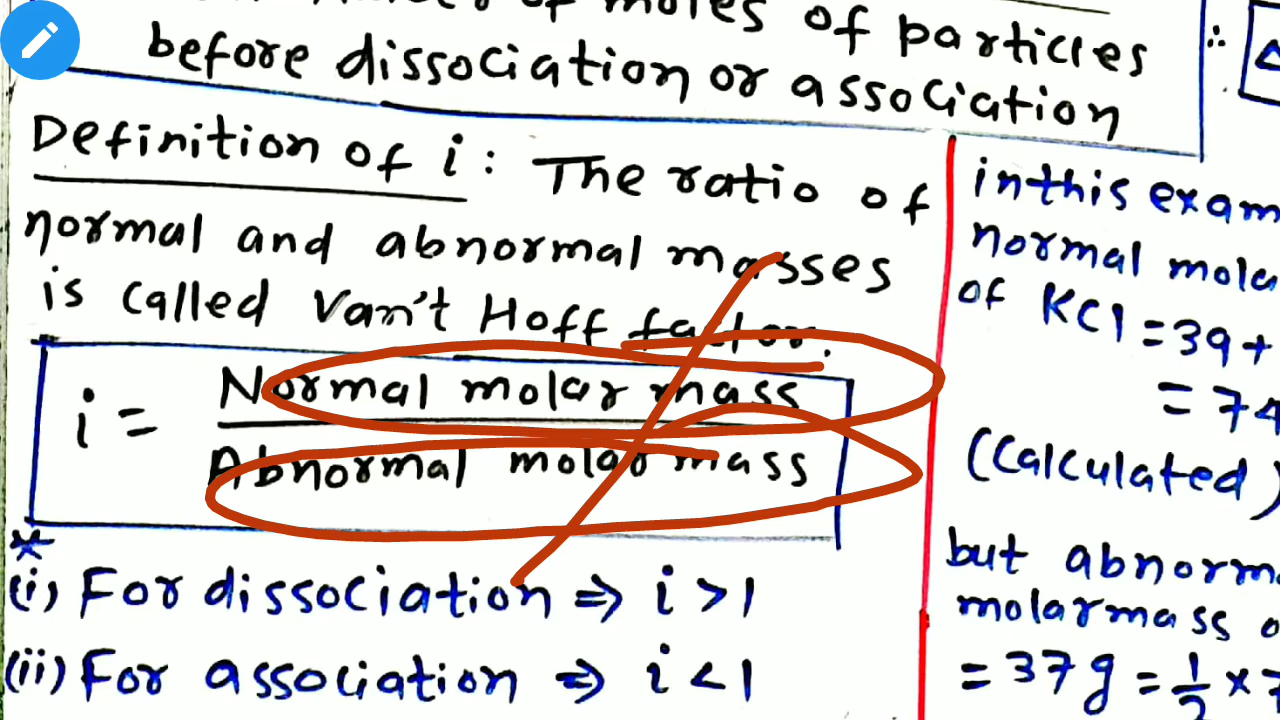 of moles of particles
before dissociation or association
Definition of i : The ratio of
normal and abnormal masses
is called Van't Hoff factor.
i = Normal molar mass
Abnormal molar mass
(i) For dissociation ⇒ i > 1
(ii) For association ⇒ i < 1
∴
in this exam
normal mola
of KCl = 39 +
= 74
(Calculated)
but abnorm
molar mass o
= 37g = 1/2 × 7